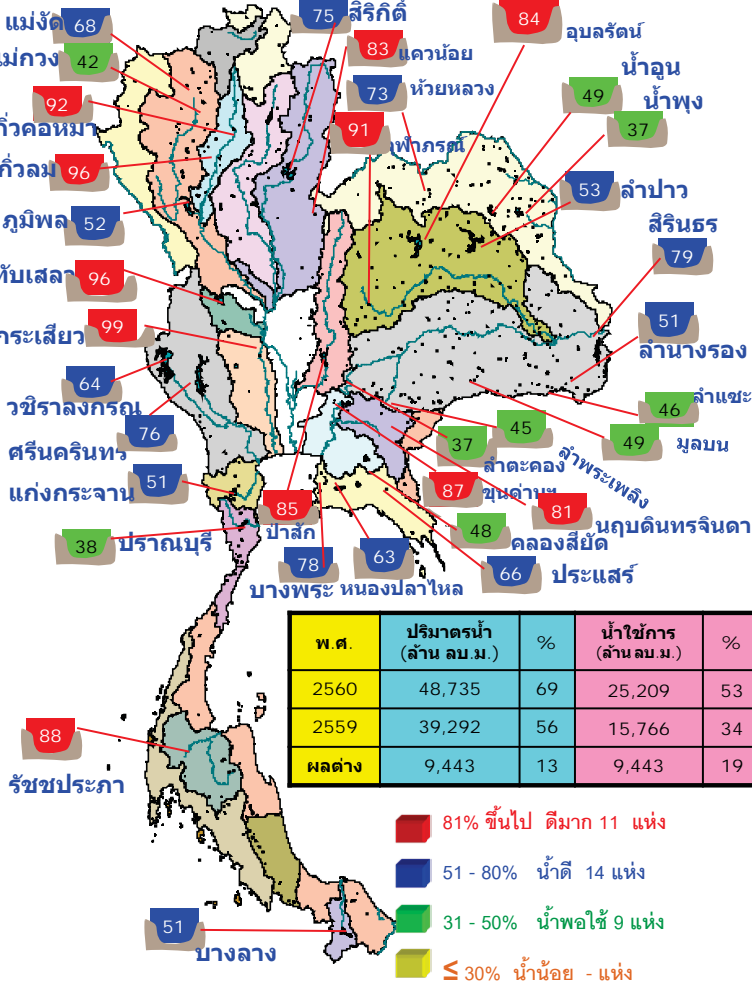 แม่งัด 68
ม่กวง 42
75 สิริกิติ์
83 แควน้อย
84 อุบลรัตน์
73 ห้วยหลวง
น้ำอูน
49 น้ำพุง
37
92
กิ่วคอหมา
91 ฬาภรณ์
กิ่วลม 96
53 ลำปาว
ภูมิพล 52
สิรินธร
79
ทับเสลา 96
กระเสียว 99
51
ลำนางรอง
64
วชิราลงกรณ
76
ศรีนครินทร์
46 ลำแชะ
49 มูลบน
45
ลำพระเพลิง
37
ลำตะคอง
87
ขุนด่านฯ
แก่งกระจาน 51
85
ป่าสัก
81
นฤบดินทรจินดา
38 ปราณบุรี
48
คลองสียัด
78
บางพระ
63
หนองปลาไหล
66 ประแสร์
พ.ศ. ปริมาตรน้ำ (ล้าน ลบ.ม.) % น้ำใช้การ (ล้าน ลบ.ม.) %
2560 48,735 69 25,209 53
2559 39,292 56 15,766 34
ผลต่าง 9,443 13 9,443 19
88
รัชชประภา
81% ขึ้นไป ดีมาก 11 แห่ง
51 - 80% น้ำดี 14 แห่ง
31 - 50% น้ำพอใช้ 9 แห่ง
≤ 30% น้ำน้อย - แห่ง
51
บางลาง